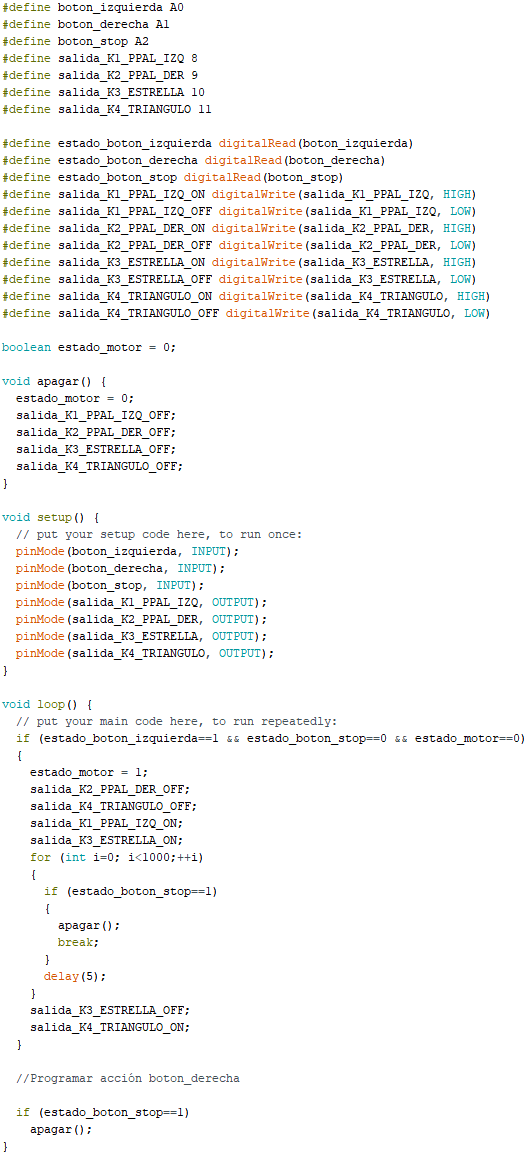 #define boton_izquierda A0
#define boton_derecha A1
#define boton_stop A2
#define salida_K1_PPAL_IZQ 8
#define salida_K2_PPAL_DER 9
#define salida_K3_ESTRELLA 10
#define salida_K4_TRIANGULO 11

#define estado_boton_izquierda digitalRead(boton_izquierda)
#define estado_boton_derecha digitalRead(boton_derecha)
#define estado_boton_stop digitalRead(boton_stop)
#define salida_K1_PPAL_IZQ_ON digitalWrite(salida_K1_PPAL_IZQ, HIGH)
#define salida_K1_PPAL_IZQ_OFF digitalWrite(salida_K1_PPAL_IZQ, LOW)
#define salida_K2_PPAL_DER_ON digitalWrite(salida_K2_PPAL_DER, HIGH)
#define salida_K2_PPAL_DER_OFF digitalWrite(salida_K2_PPAL_DER, LOW)
#define salida_K3_ESTRELLA_ON digitalWrite(salida_K3_ESTRELLA, HIGH)
#define salida_K3_ESTRELLA_OFF digitalWrite(salida_K3_ESTRELLA, LOW)
#define salida_K4_TRIANGULO_ON digitalWrite(salida_K4_TRIANGULO, HIGH)
#define salida_K4_TRIANGULO_OFF digitalWrite(salida_K4_TRIANGULO, LOW)

boolean estado_motor = 0;

void apagar() {
  estado_motor = 0;
  salida_K1_PPAL_IZQ_OFF;
  salida_K2_PPAL_DER_OFF;
  salida_K3_ESTRELLA_OFF;
  salida_K4_TRIANGULO_OFF;
}

void setup() {
  // put your setup code here, to run once:
  pinMode(boton_izquierda, INPUT);
  pinMode(boton_derecha, INPUT);
  pinMode(boton_stop, INPUT);
  pinMode(salida_K1_PPAL_IZQ, OUTPUT);
  pinMode(salida_K2_PPAL_DER, OUTPUT);
  pinMode(salida_K3_ESTRELLA, OUTPUT);
  pinMode(salida_K4_TRIANGULO, OUTPUT);
}

void loop() {
  // put your main code here, to run repeatedly:
  if (estado_boton_izquierda==1 && estado_boton_stop==0 && estado_motor==0)
  {
    estado_motor = 1;
    salida_K2_PPAL_DER_OFF;
    salida_K4_TRIANGULO_OFF;
    salida_K1_PPAL_IZQ_ON;
    salida_K3_ESTRELLA_ON;
    for (int i=0; i<1000;++i)
    {
      if (estado_boton_stop==1)
      {
        apagar();
        break;
      }
      delay(5);
    }
    salida_K3_ESTRELLA_OFF;
    salida_K4_TRIANGULO_ON;
  }

  //Programar acción boton_derecha

  if (estado_boton_stop==1)
    apagar();
}